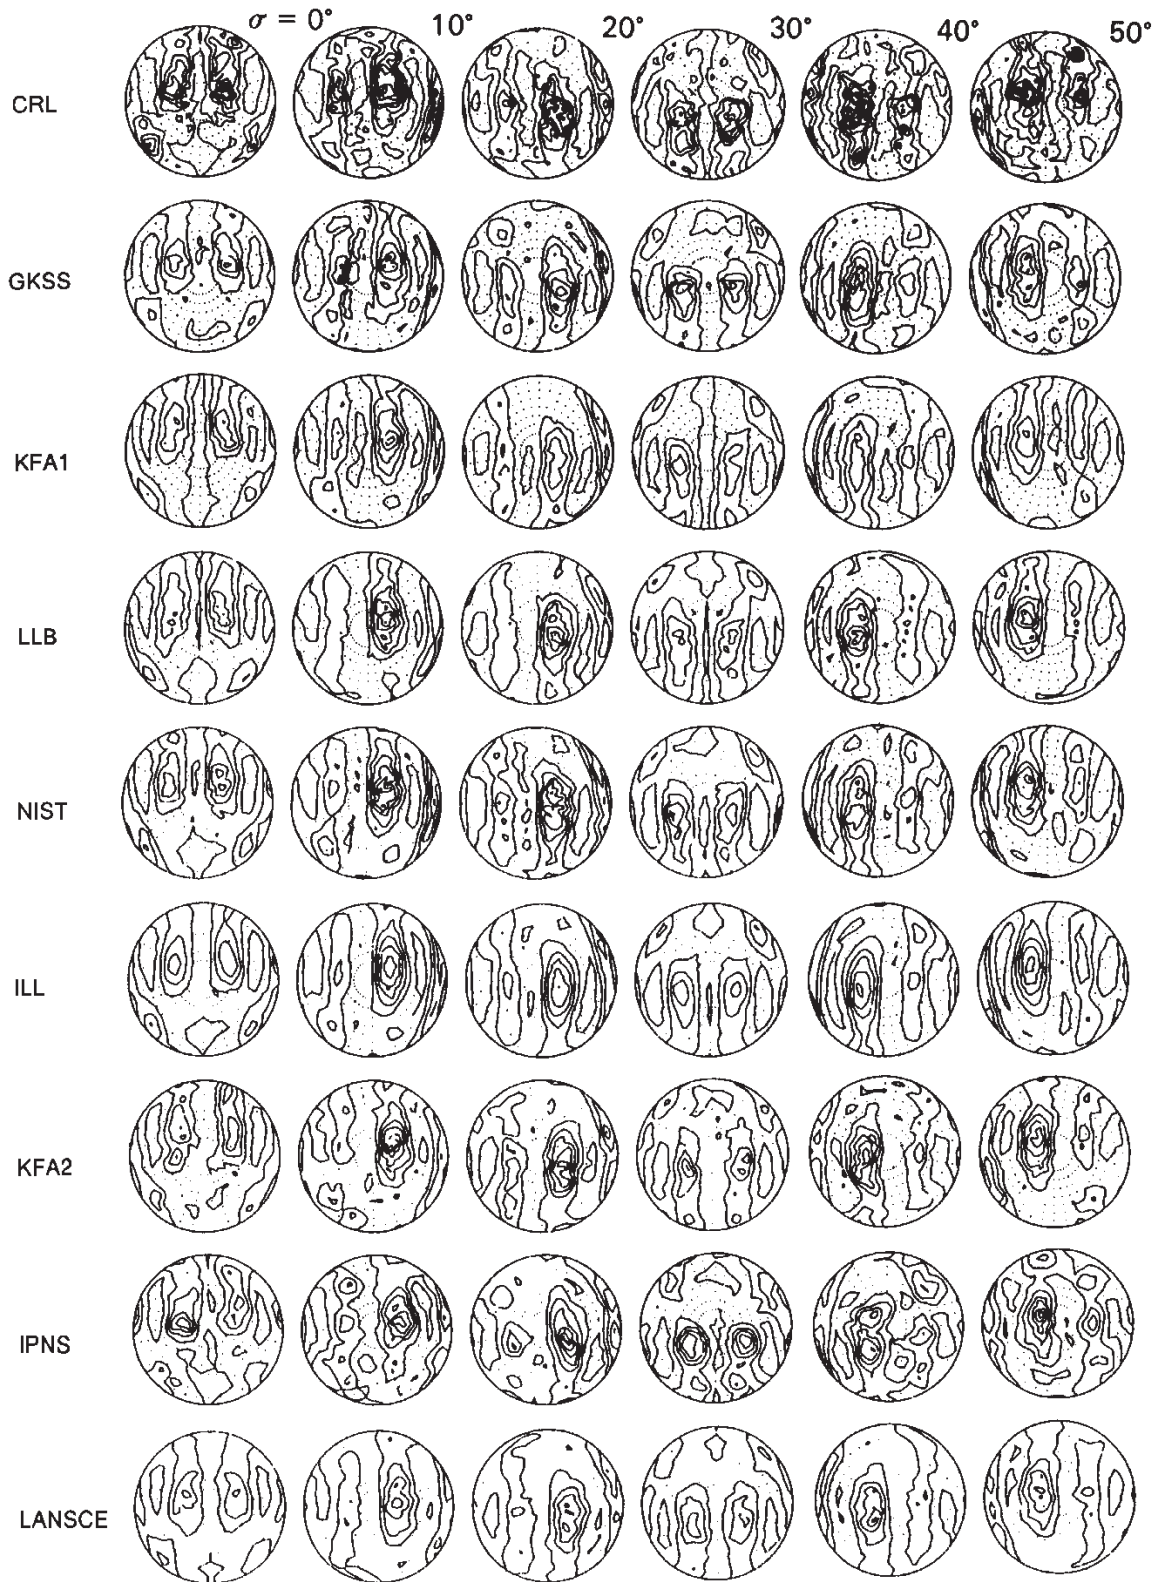 σ = 0° 10° 20° 30° 40° 50°
CRL
GKSS
KFA1
LLB
NIST
ILL
KFA2
IPNS
LANSCE